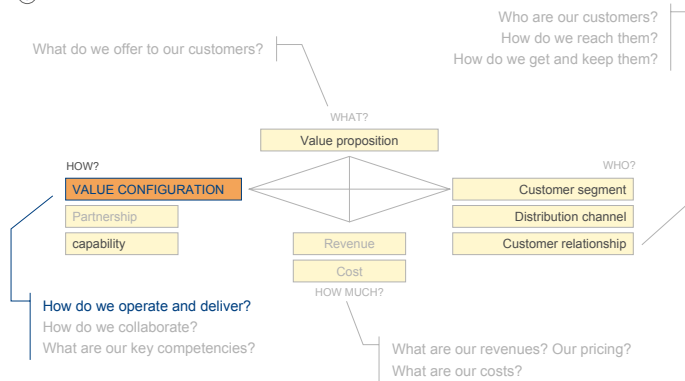 Who are our customers?
What do we offer to our customers?
How do we reach them?
How do we get and keep them?
WHAT?
Value proposition
HOW?
WHO?
VALUE CONFIGURATION
Customer segment
Partnership
Distribution channel
capability
Revenue
Customer relationship
Cost
HOW MUCH?
How do we operate and deliver?
How do we collaborate?
What are our key competencies?
What are our revenues? Our pricing?
What are our costs?